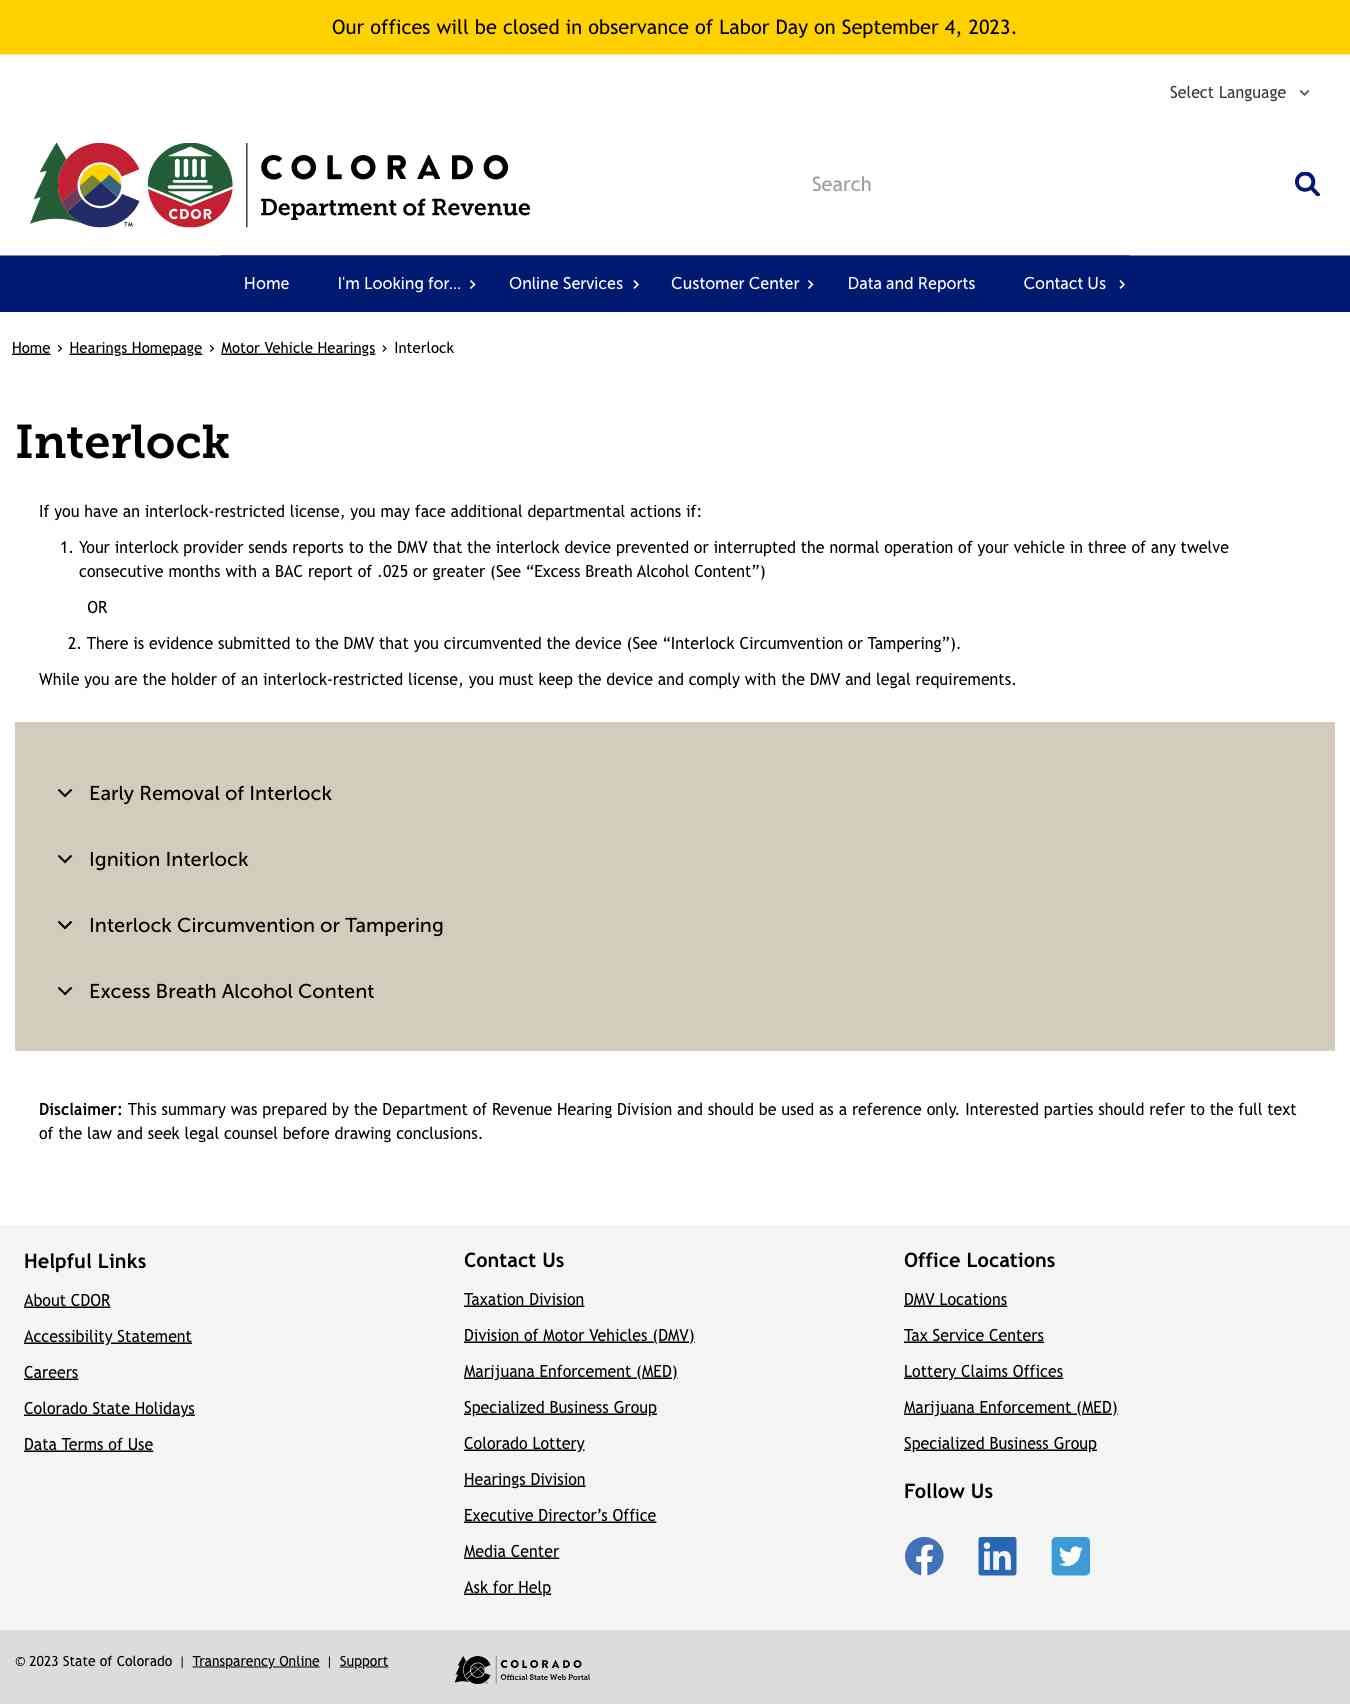 Our offices will be closed in observance of Labor Day on September 4, 2023.
Select Language
CDOR
TM
COLORADO
Department of Revenue
Search
Home I'm Looking for... Online Services Customer Center Data and Reports Contact Us
Home › Hearings Homepage › Motor Vehicle Hearings › Interlock
Interlock
If you have an interlock-restricted license, you may face additional departmental actions if:
1. Your interlock provider sends reports to the DMV that the interlock device prevented or interrupted the normal operation of your vehicle in three of any twelve
consecutive months with a BAC report of .025 or greater (See “Excess Breath Alcohol Content”)
OR
2. There is evidence submitted to the DMV that you circumvented the device (See “Interlock Circumvention or Tampering”).
While you are the holder of an interlock-restricted license, you must keep the device and comply with the DMV and legal requirements.
Early Removal of Interlock
Ignition Interlock
Interlock Circumvention or Tampering
Excess Breath Alcohol Content
Disclaimer: This summary was prepared by the Department of Revenue Hearing Division and should be used as a reference only. Interested parties should refer to the full text
of the law and seek legal counsel before drawing conclusions.
Helpful Links
About CDOR
Accessibility Statement
Careers
Colorado State Holidays
Data Terms of Use
Contact Us
Taxation Division
Division of Motor Vehicles (DMV)
Marijuana Enforcement (MED)
Specialized Business Group
Colorado Lottery
Hearings Division
Executive Director’s Office
Media Center
Ask for Help
Office Locations
DMV Locations
Tax Service Centers
Lottery Claims Offices
Marijuana Enforcement (MED)
Specialized Business Group
Follow Us
© 2023 State of Colorado | Transparency Online | Support
COLORADO
Official State Web Portal